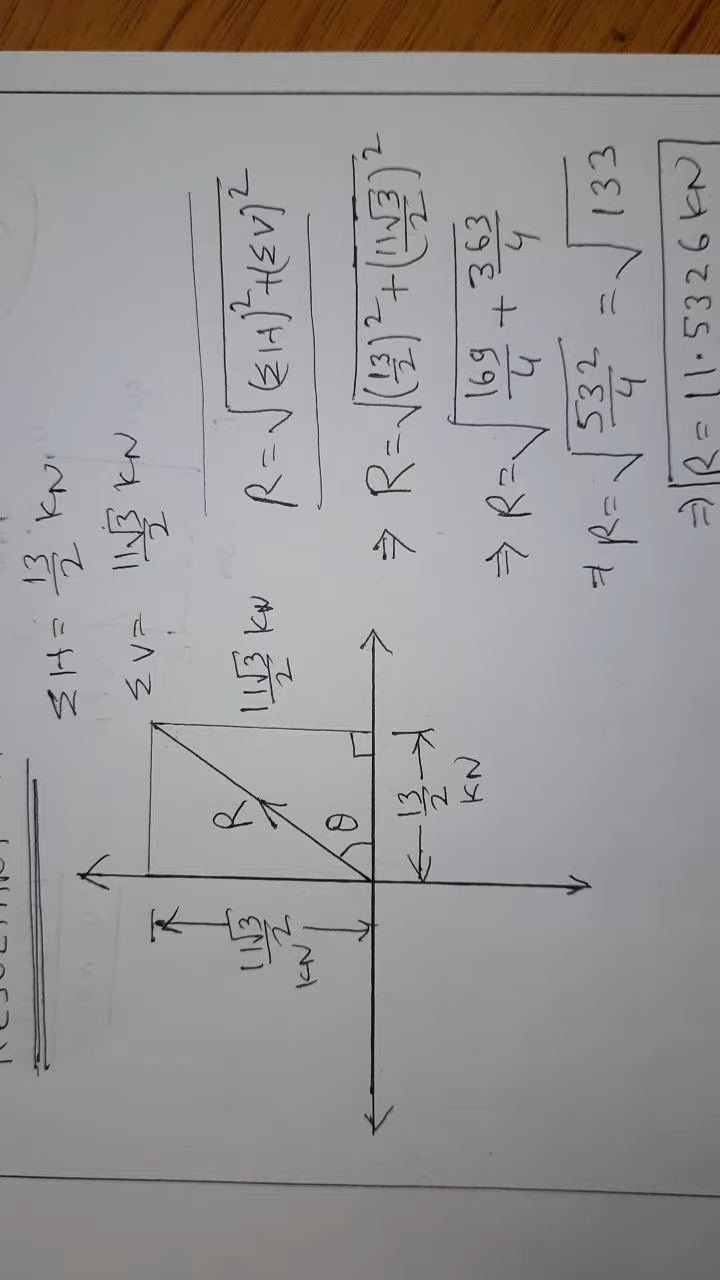 ΣH = 13/2 KN.
ΣV = 11√3/2 KN
R = √(ΣH)²+(ΣV)²
11√3/2 KN
R
θ
11√3/2 KN
13/2 KN
⇒ R = √(13/2)² + (11√3/2)²
⇒ R = √169/4 + 363/4
⇒ R = √532/4 = √133
⇒ R = 11.5326 KN